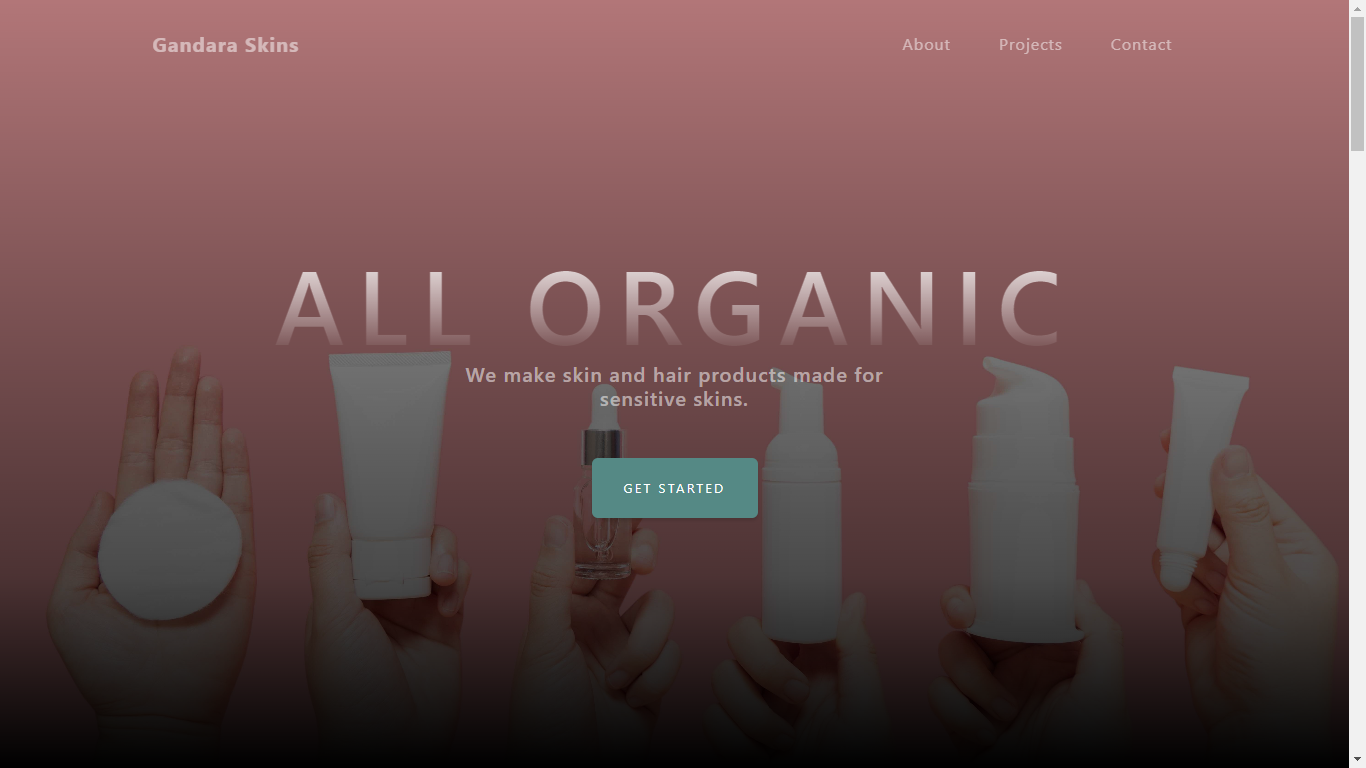 Gandara Skins
About Projects Contact
ALL ORGANIC
We make skin and hair products made for
sensitive skins.
GET STARTED